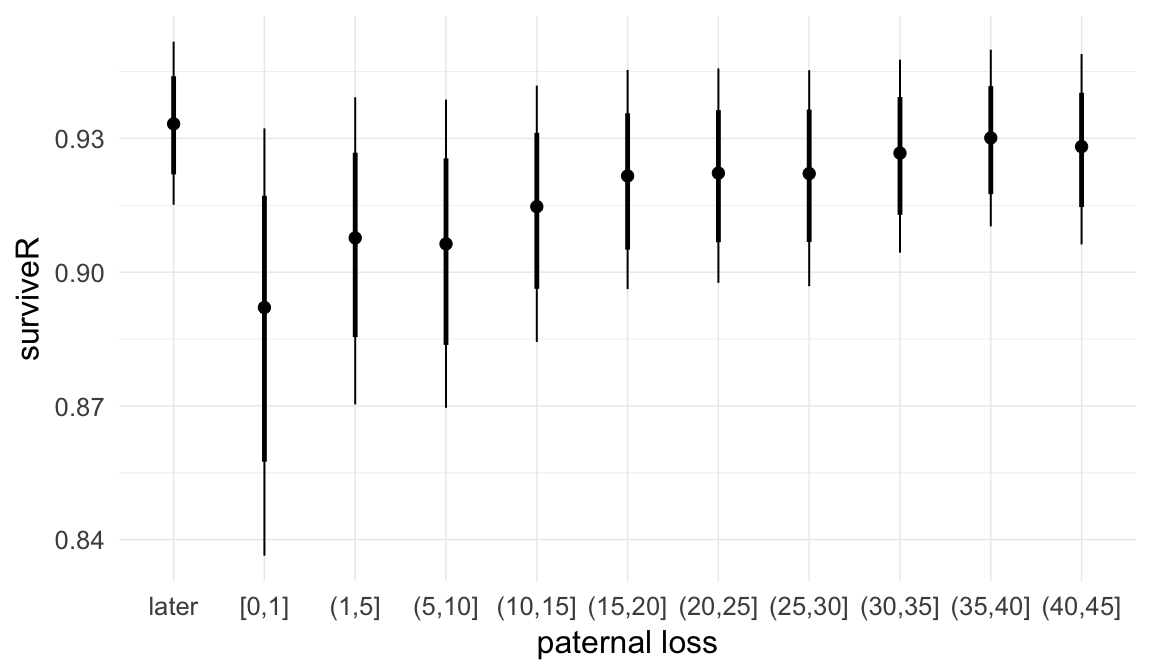 surviveR
0.93
0.90
0.87
0.84
later [0,1] (1,5] (5,10] (10,15] (15,20] (20,25] (25,30] (30,35] (35,40] (40,45]
paternal loss